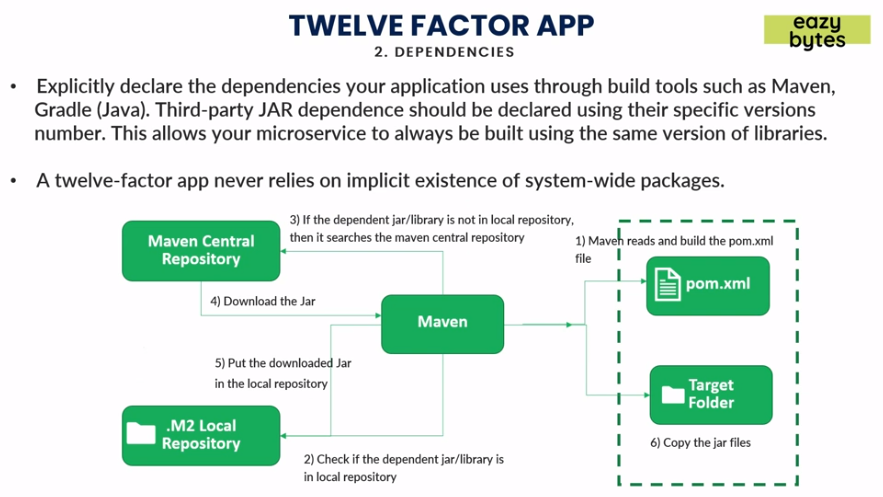 TWELVE FACTOR APP
eazy
bytes
2. DEPENDENCIES
• Explicitly declare the dependencies your application uses through build tools such as Maven,
Gradle (Java). Third-party JAR dependence should be declared using their specific versions
number. This allows your microservice to always be built using the same version of libraries.
• A twelve-factor app never relies on implicit existence of system-wide packages.
3) If the dependent jar/library is not in local repository,
then it searches the maven central repository
1) Maven reads and build the pom.xml
file
Maven Central
Repository
pom.xml
4) Download the Jar
Maven
5) Put the downloaded Jar
in the local repository
Target
Folder
.M2 Local
Repository
6) Copy the jar files
2) Check if the dependent jar/library is
in local repository